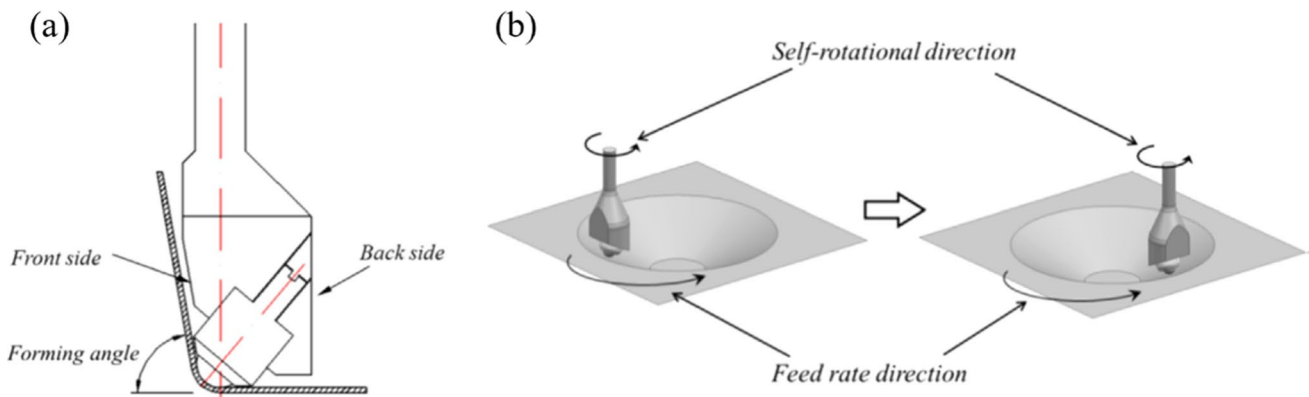 (a)
Front side
Back side
Forming angle
(b)
Self-rotational direction
Feed rate direction